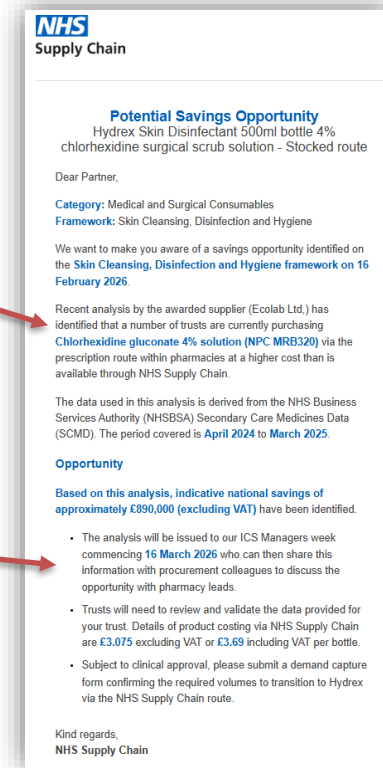 NHS
Supply Chain
Potential Savings Opportunity
Hydrex Skin Disinfectant 500ml bottle 4%
chlorhexidine surgical scrub solution - Stocked route
Dear Partner,
Category: Medical and Surgical Consumables
Framework: Skin Cleansing, Disinfection and Hygiene
We want to make you aware of a savings opportunity identified on
the Skin Cleansing, Disinfection and Hygiene framework on 16
February 2026.
Recent analysis by the awarded supplier (Ecolab Ltd,) has
identified that a number of trusts are currently purchasing
Chlorhexidine gluconate 4% solution (NPC MRB320) via the
prescription route within pharmacies at a higher cost than is
available through NHS Supply Chain.
The data used in this analysis is derived from the NHS Business
Services Authority (NHSBSA) Secondary Care Medicines Data
(SCMD). The period covered is April 2024 to March 2025.
Opportunity
Based on this analysis, indicative national savings of
approximately £890,000 (excluding VAT) have been identified.
• The analysis will be issued to our ICS Managers week
commencing 16 March 2026 who can then share this
information with procurement colleagues to discuss the
opportunity with pharmacy leads.
• Trusts will need to review and validate the data provided for
your trust. Details of product costing via NHS Supply Chain
are £3.075 excluding VAT or £3.69 including VAT per bottle.
• Subject to clinical approval, please submit a demand capture
form confirming the required volumes to transition to Hydrex
via the NHS Supply Chain route.
Kind regards,
NHS Supply Chain